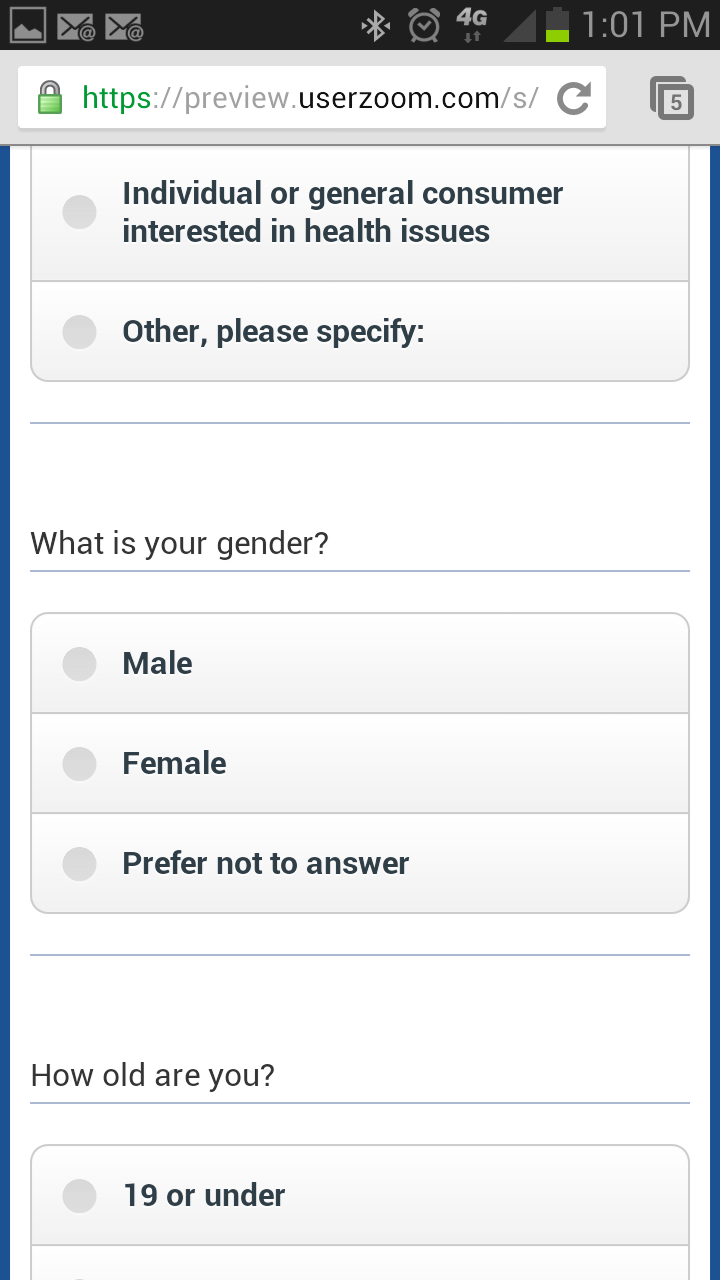 4G 1:01 PM
https://preview.userzoom.com/s/ 5
Individual or general consumer
interested in health issues
Other, please specify:
What is your gender?
Male
Female
Prefer not to answer
How old are you?
19 or under